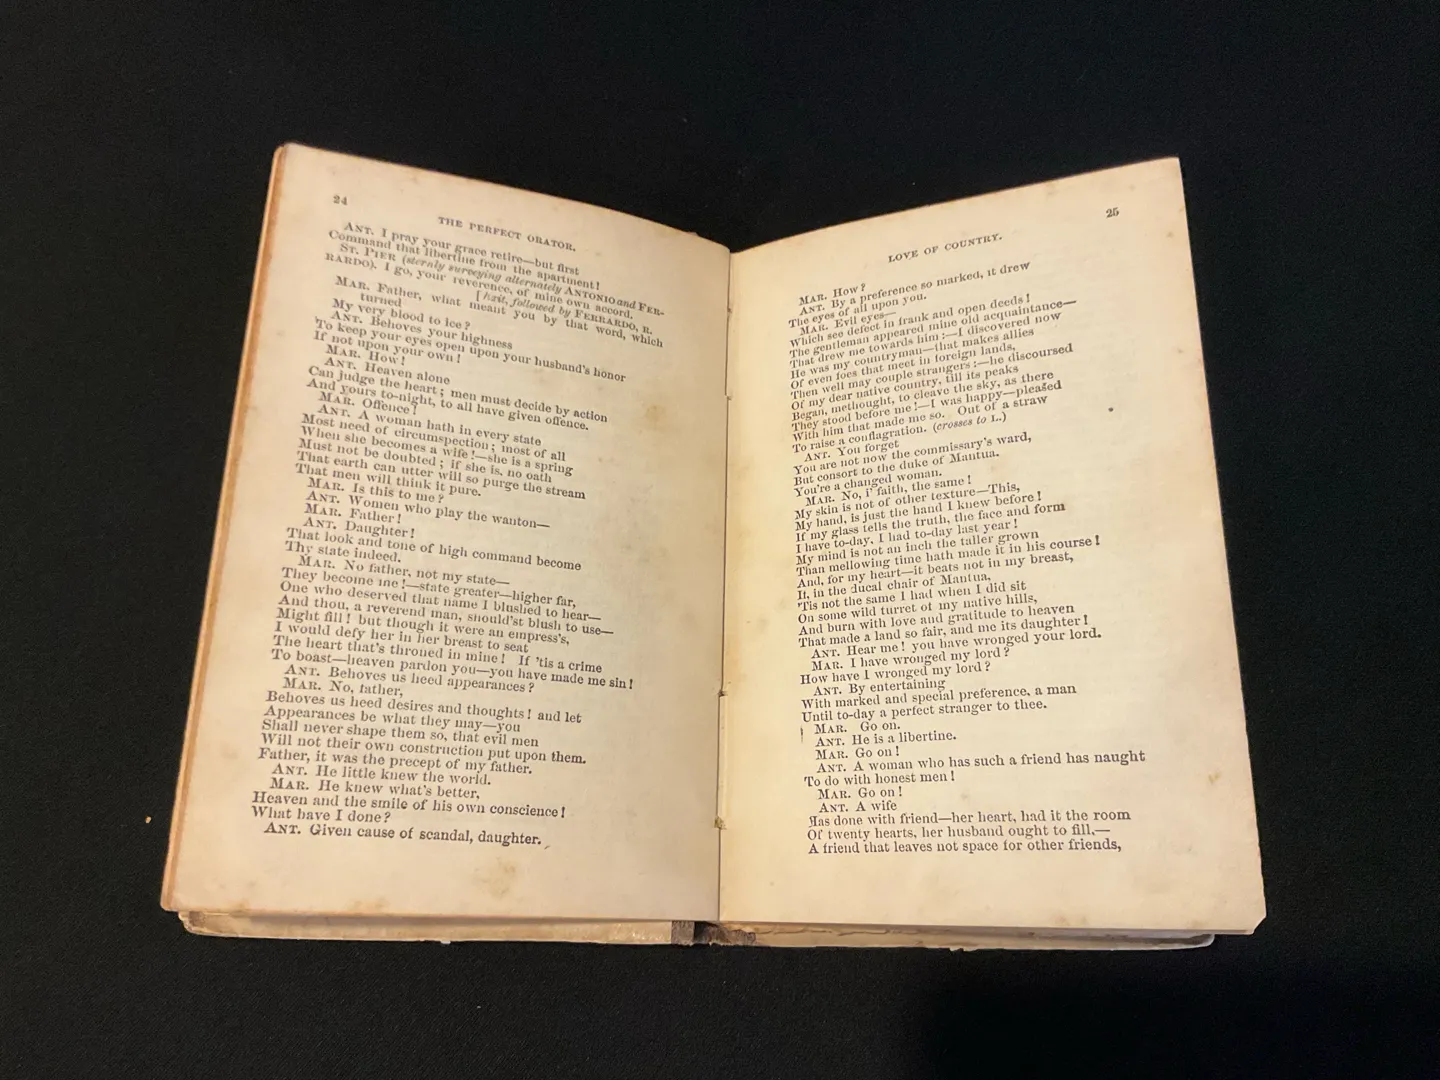 24
THE PERFECT ORATOR.
ANT. I pray your grace retire—but first
Command that libertine from the apartment!
ST. PIER (sternly surveying alternately ANTONIO and FER-
RARDO). I go, your reverence, of mine own accord.
[Exit, followed by FERRARDO, R.
MAR. Father, what meant you by that word, which
turned
My very blood to ice?
ANT. Behoves your highness
To keep your eyes open upon your husband's honor
If not upon your own!
MAR. How!
ANT. Heaven alone
Can judge the heart; men must decide by action
And yours to-night, to all have given offence.
MAR. Offence!
ANT. A woman hath in every state
Most need of circumspection; most of all
When she becomes a wife!—she is a spring
Must not be doubted; if she is, no oath
That earth can utter will so purge the stream
That men will think it pure.
MAR. Is this to me?
ANT. Women who play the wanton—
MAR. Father!
ANT. Daughter!
That look and tone of high command become
Thy state indeed.
MAR. No father, not my state—
They become me!—state greater—higher far,
One who deserved that name I blushed to hear—
And thou, a reverend man, should'st blush to use—
Might fill! but though it were an empress's,
I would defy her in her breast to seat
The heart that's throned in mine! If 'tis a crime
To boast—heaven pardon you—you have made me sin!
ANT. Behoves us heed appearances?
MAR. No, father,
Behoves us heed desires and thoughts! and let
Appearances be what they may—you
Shall never shape them so, that evil men
Will not their own construction put upon them.
Father, it was the precept of my father.
ANT. He little knew the world.
MAR. He knew what's better,
Heaven and the smile of his own conscience!
What have I done?
ANT. Given cause of scandal, daughter.
LOVE OF COUNTRY.
25
MAR. How?
ANT. By a preference so marked, it drew
The eyes of all upon you.
MAR. Evil eyes—
Which see defect in frank and open deeds!
The gentleman appeared mine old acquaintance—
That drew me towards him:—I discovered now
He was my countryman—that makes allies
Of even foes that meet in foreign lands,
Then well may couple strangers:—he discoursed
Of my dear native country, till its peaks
Began, methought, to cleave the sky, as there
They stood before me!—I was happy—pleased
With him that made me so. Out of a straw
To raise a conflagration. (crosses to L.)
ANT. You forget
You are not now the commissary's ward,
But consort to the duke of Mantua.
You're a changed woman.
MAR. No, i' faith, the same!
My skin is not of other texture—This,
My hand, is just the hand I knew before!
If my glass tells the truth, the face and form
I have to-day, I had to-day last year!
My mind is not an inch the taller grown
Than mellowing time hath made it in his course!
And, for my heart—it beats not in my breast,
It, in the ducal chair of Mantua,
'Tis not the same I had when I did sit
On some wild turret of my native hills,
And burn with love and gratitude to heaven
That made a land so fair, and me its daughter!
ANT. Hear me! you have wronged your lord.
MAR. I have wronged my lord?
How have I wronged my lord?
ANT. By entertaining
With marked and special preference, a man
Until to-day a perfect stranger to thee.
MAR. Go on.
ANT. He is a libertine.
MAR. Go on!
ANT. A woman who has such a friend has naught
To do with honest men!
MAR. Go on!
ANT. A wife
Has done with friend—her heart, had it the room
Of twenty hearts, her husband ought to fill,—
A friend that leaves not space for other friends,